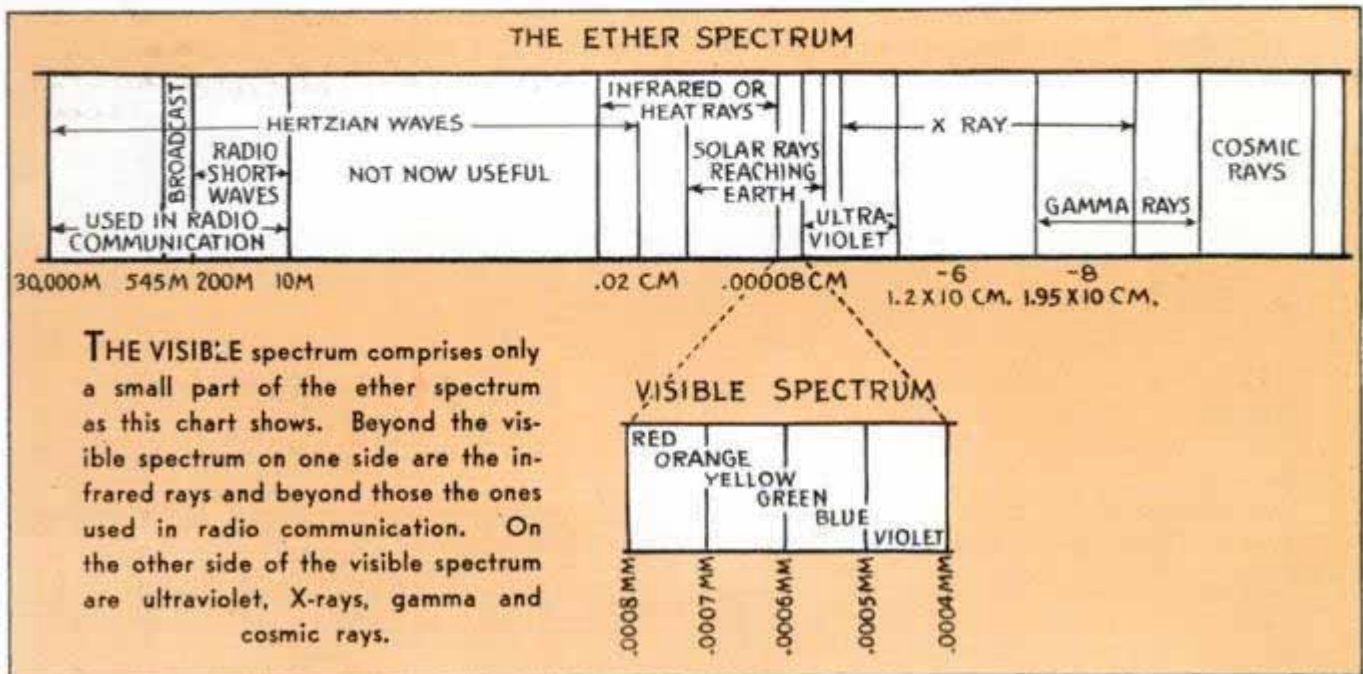 THE ETHER SPECTRUM
BROADCAST
HERTZIAN WAVES
INFRARED OR
HEAT RAYS
X RAY
RADIO
SHORT
WAVES
NOT NOW USEFUL
SOLAR RAYS
REACHING
EARTH
COSMIC
RAYS
USED IN RADIO
COMMUNICATION
ULTRA-
VIOLET
GAMMA RAYS
30,000M 545M 200M 10M .02 CM .00008CM -6 -8
1.2X10 CM. 1.95X10 CM.
THE VISIBLE spectrum comprises only
a small part of the ether spectrum
as this chart shows. Beyond the vis-
ible spectrum on one side are the in-
frared rays and beyond those the ones
used in radio communication. On
the other side of the visible spectrum
are ultraviolet, X-rays, gamma and
cosmic rays.
VISIBLE SPECTRUM
RED
ORANGE
YELLOW
GREEN
BLUE
VIOLET
.0008MM
.0007MM
.0006MM
.0005MM
.0004MM